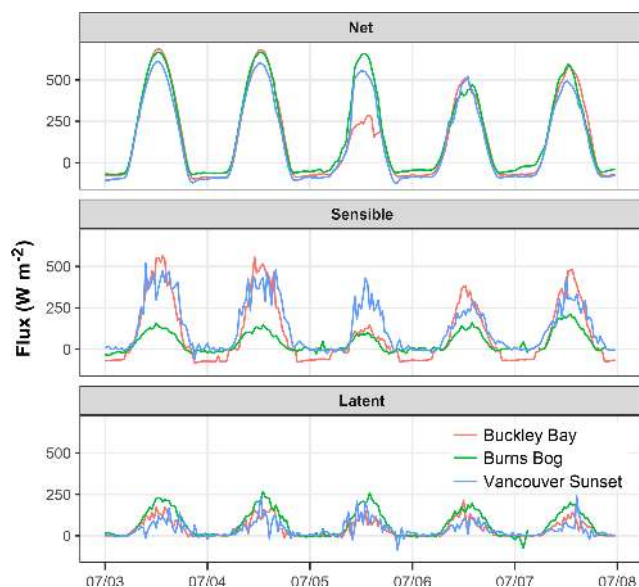 Net
500
250
0
Sensible
500
250
0
Flux (W m⁻²)
Latent
500
250
0
Buckley Bay
Burns Bog
Vancouver Sunset
07/03 07/04 07/05 07/06 07/07 07/08